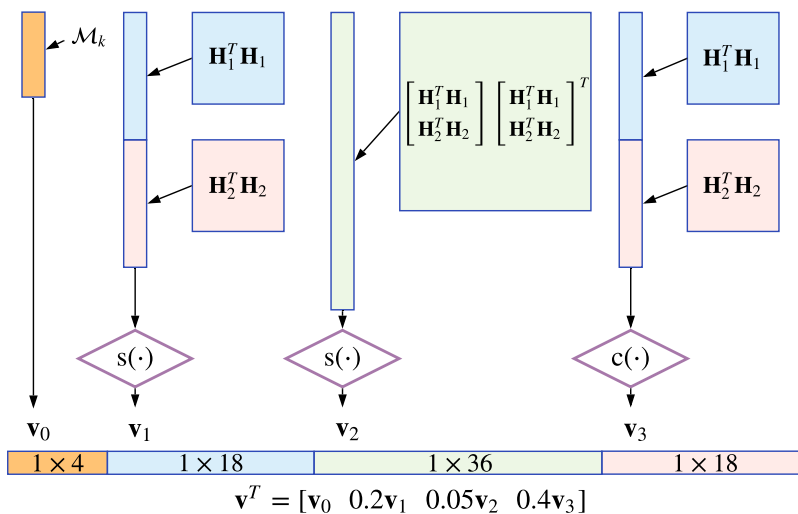 𝓜ₖ
𝐇₁ᵀ𝐇₁
𝐇₂ᵀ𝐇₂
[𝐇₁ᵀ𝐇₁ 𝐇₂ᵀ𝐇₂] [𝐇₁ᵀ𝐇₁ 𝐇₂ᵀ𝐇₂]ᵀ
𝐇₁ᵀ𝐇₁
𝐇₂ᵀ𝐇₂
s(·) s(·) c(·)
𝐯₀ 𝐯₁ 𝐯₂ 𝐯₃
1 × 4 1 × 18 1 × 36 1 × 18
𝐯ᵀ = [𝐯₀ 0.2𝐯₁ 0.05𝐯₂ 0.4𝐯₃]